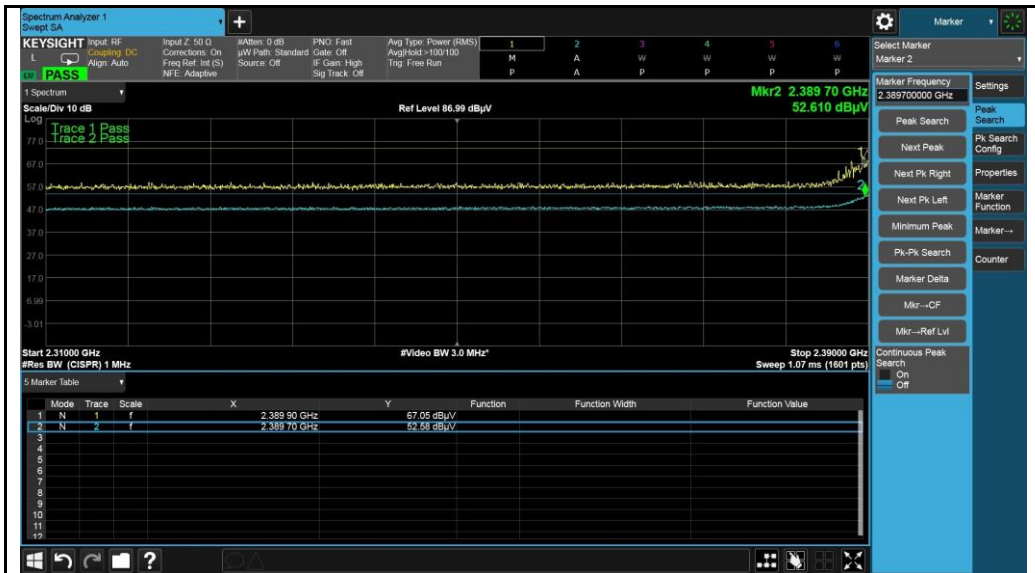 Spectrum Analyzer 1
Swept SA
Marker
KEYSIGHT Input: RF Input Z: 50 Ω #Atten: 0 dB PNO: Fast Avg Type: Power (RMS) 1 2 3 4 5 6
L Coupling: DC Corrections: On µW Path: Standard Gate: Off Avg|Hold:>100/100 M A W W W W
Align: Auto Freq Ref: Int (S) Source: Off IF Gain: High Trig: Free Run
PASS NFE: Adaptive Sig Track: Off P A P P P P
1 Spectrum
Mkr2 2.389 70 GHz
Scale/Div 10 dB Ref Level 86.99 dBµV 52.610 dBµV
Log
Trace 1 Pass
Trace 2 Pass
77.0
67.0
57.0
47.0
37.0
27.0
17.0
6.99
-3.01
1
2
Start 2.31000 GHz #Video BW 3.0 MHz* Stop 2.39000 GHz
#Res BW (CISPR) 1 MHz Sweep 1.07 ms (1601 pts)
5 Marker Table
Mode Trace Scale X Y Function Function Width Function Value
1 N 1 f 2.389 90 GHz 67.05 dBµV
2 N 2 f 2.389 70 GHz 52.58 dBµV
3
4
5
6
7
8
9
10
11
12
Select Marker
Marker 2
Marker Frequency
2.389700000 GHz
Peak Search
Next Peak
Next Pk Right
Next Pk Left
Minimum Peak
Pk-Pk Search
Marker Delta
Mkr→CF
Mkr→Ref Lvl
Continuous Peak
Search
On
Off
Settings
Peak
Search
Pk Search
Config
Properties
Marker
Function
Marker→
Counter